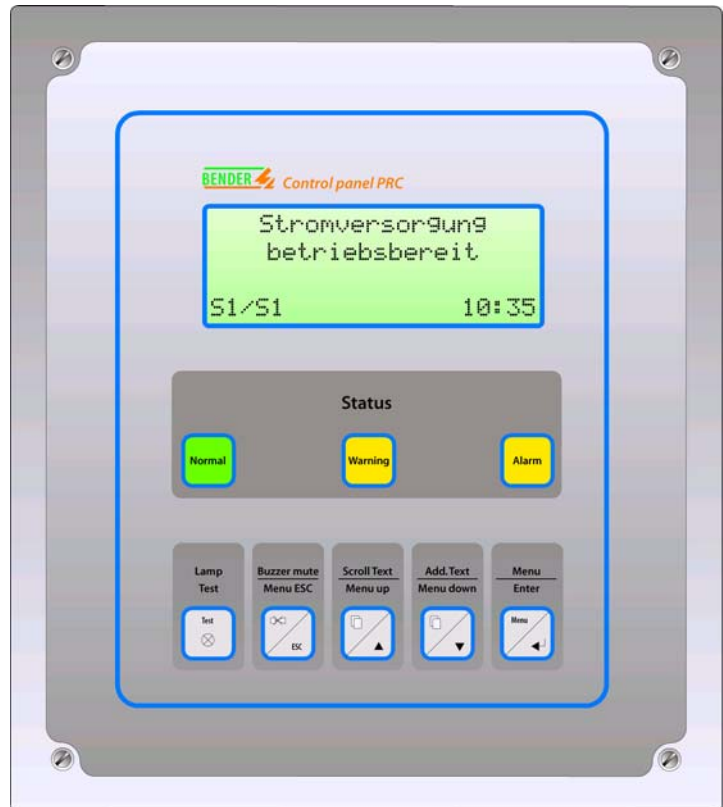 BENDER Control panel PRC
Stromversorgung
betriebsbereit
S1/S1 10:35
Status
Normal Warning Alarm
Lamp Test
Buzzer mute
Menu ESC
Scroll Text
Menu up
Add. Text
Menu down
Menu
Enter
Test
ESC
Menu